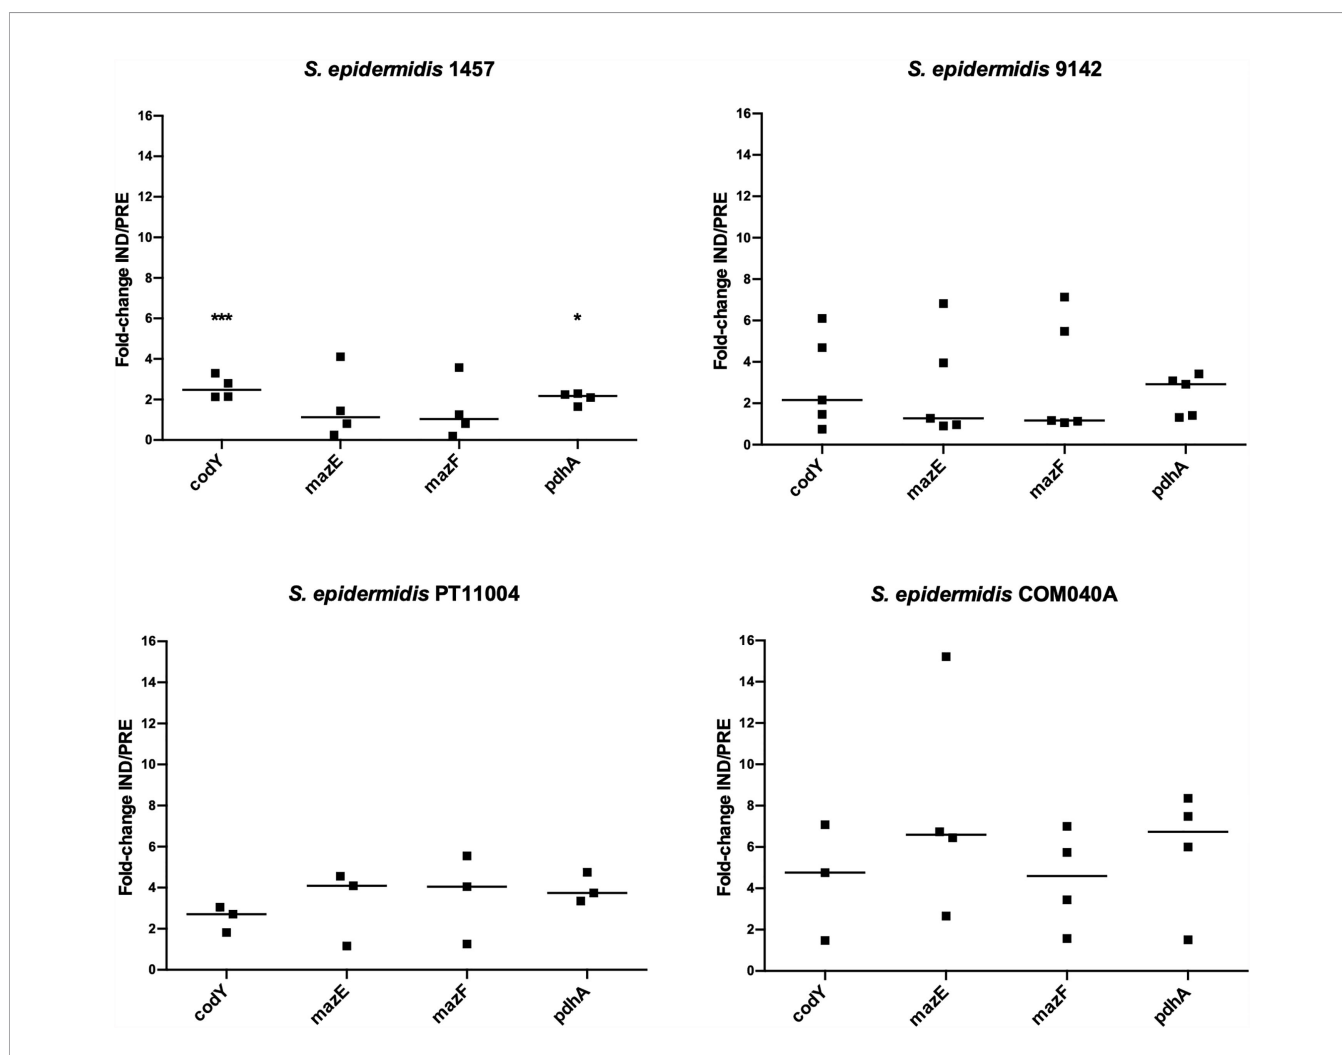 S. epidermidis 1457
16
14
12
10
8
6
4
2
0
Fold-change IND/PRE
***
*
codY
mazE
mazF
pdhA
S. epidermidis 9142
16
14
12
10
8
6
4
2
0
Fold-change IND/PRE
codY
mazE
mazF
pdhA
S. epidermidis PT11004
16
14
12
10
8
6
4
2
0
Fold-change IND/PRE
codY
mazE
mazF
pdhA
S. epidermidis COM040A
16
14
12
10
8
6
4
2
0
Fold-change IND/PRE
codY
mazE
mazF
pdhA